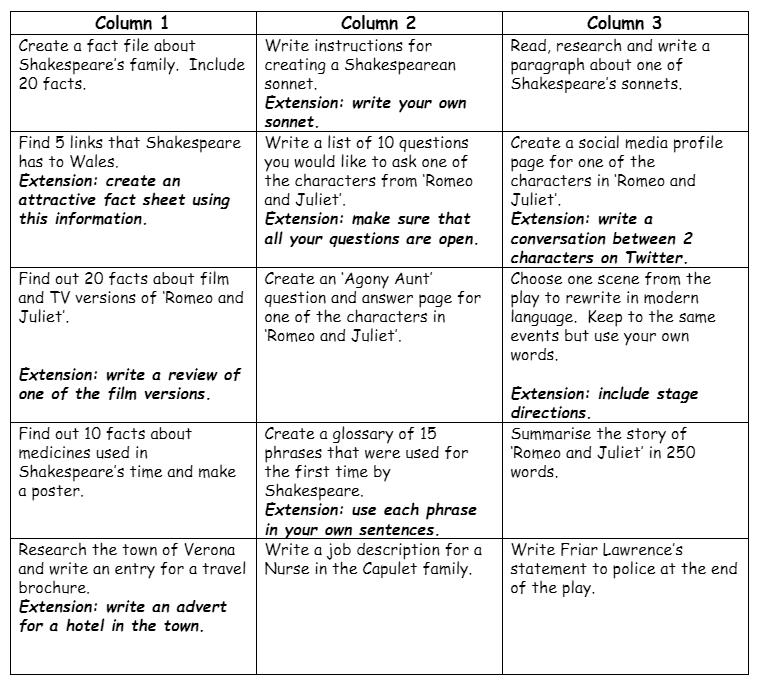 Column 1
Column 2
Column 3
Create a fact file about
Shakespeare's family.  Include
20 facts.
Write instructions for
creating a Shakespearean
sonnet.
Extension: write your own
sonnet.
Read, research and write a
paragraph about one of
Shakespeare's sonnets.
Find 5 links that Shakespeare
has to Wales.
Extension: create an
attractive fact sheet using
this information.
Write a list of 10 questions
you would like to ask one of
the characters from 'Romeo
and Juliet'.
Extension: make sure that
all your questions are open.
Create a social media profile
page for one of the
characters in 'Romeo and
Juliet'.
Extension: write a
conversation between 2
characters on Twitter.
Find out 20 facts about film
and TV versions of 'Romeo and
Juliet'.
Extension: write a review of
one of the film versions.
Create an 'Agony Aunt'
question and answer page for
one of the characters in
'Romeo and Juliet'.
Choose one scene from the
play to rewrite in modern
language.  Keep to the same
events but use your own
words.
Extension: include stage
directions.
Find out 10 facts about
medicines used in
Shakespeare's time and make
a poster.
Create a glossary of 15
phrases that were used for
the first time by
Shakespeare.
Extension: use each phrase
in your own sentences.
Summarise the story of
'Romeo and Juliet' in 250
words.
Research the town of Verona
and write an entry for a travel
brochure.
Extension: write an advert
for a hotel in the town.
Write a job description for a
Nurse in the Capulet family.
Write Friar Lawrence's
statement to police at the end
of the play.